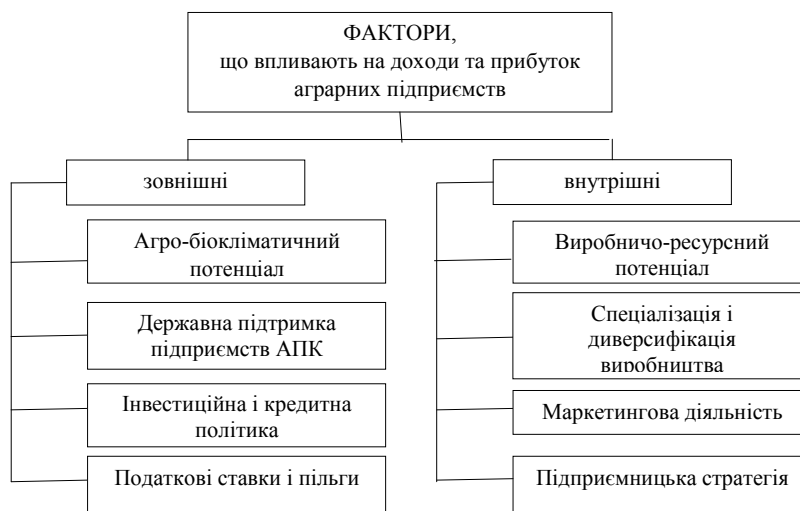 ФАКТОРИ,
що впливають на доходи та прибуток
аграрних підприємств
зовнішні
Агро-біокліматичний
потенціал
Державна підтримка
підприємств АПК
Інвестиційна і кредитна
політика
Податкові ставки і пільги
внутрішні
Виробничо-ресурсний
потенціал
Спеціалізація і
диверсифікація
виробництва
Маркетингова діяльність
Підприємницька стратегія